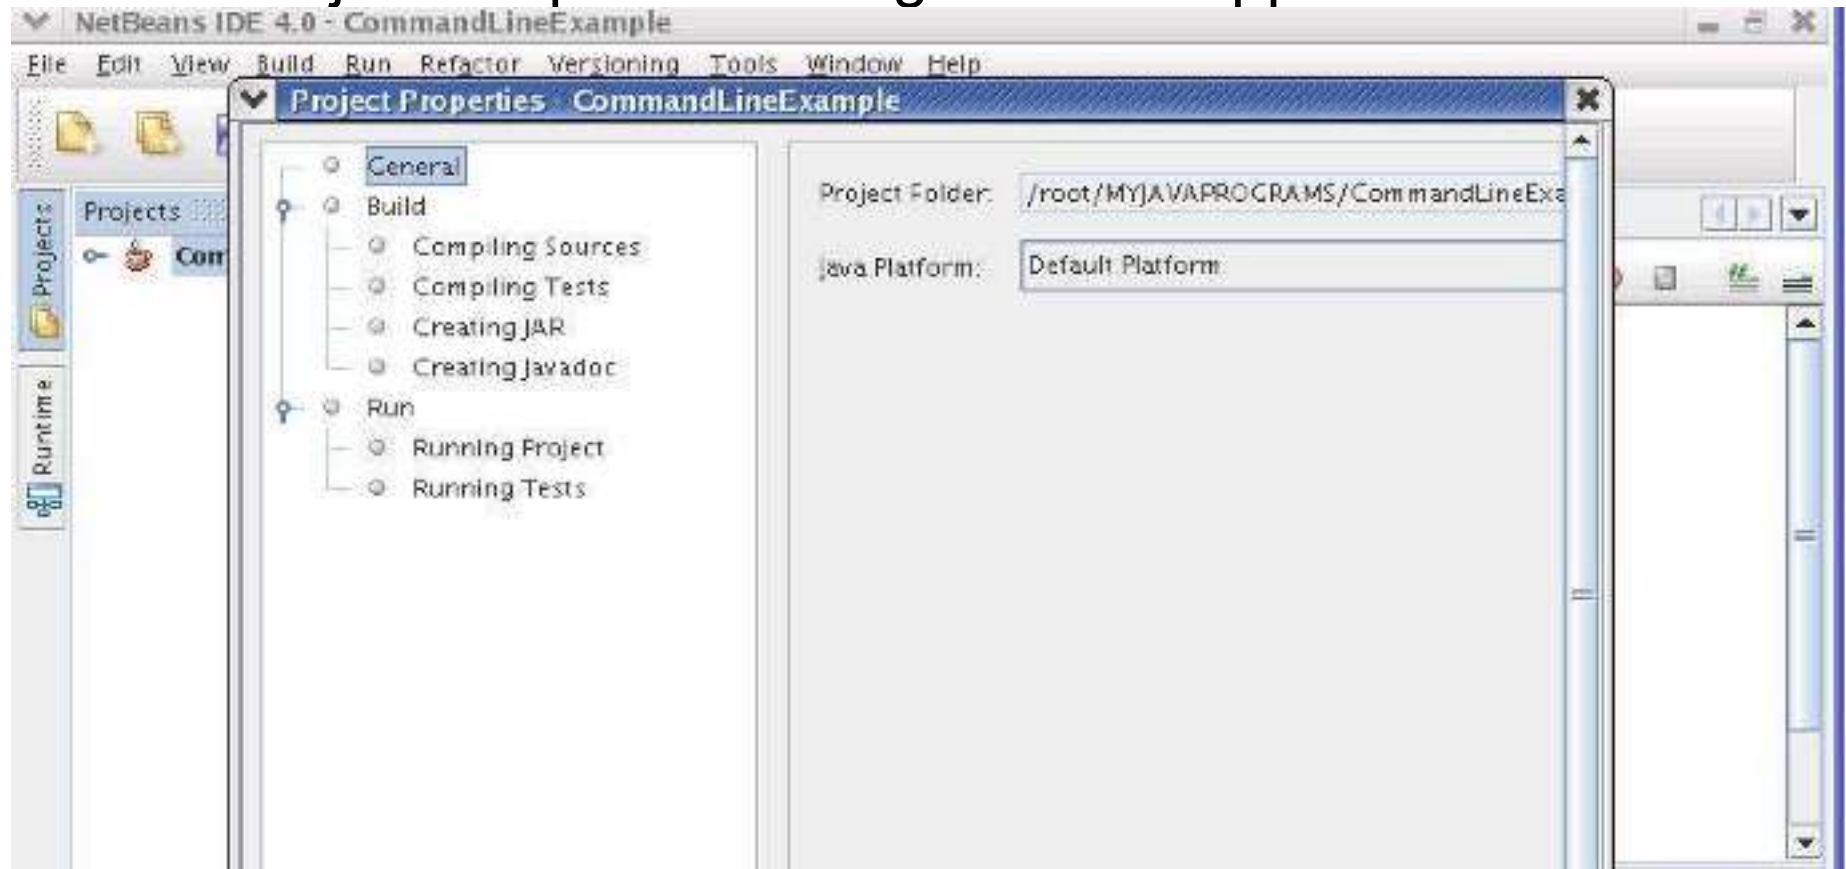 NetBeans IDE 4.0 - CommandLineExample
File Edit View Build Run Refactor Versioning Tools Window Help
Project Properties - CommandLineExample
Projects
Com
Projects
Runtime
General
Build
Compiling Sources
Compiling Tests
Creating JAR
Creating Javadoc
Run
Running Project
Running Tests
Project Folder: /root/MYJAVAPROGRAMS/CommandLineExa
Java Platform: Default Platform